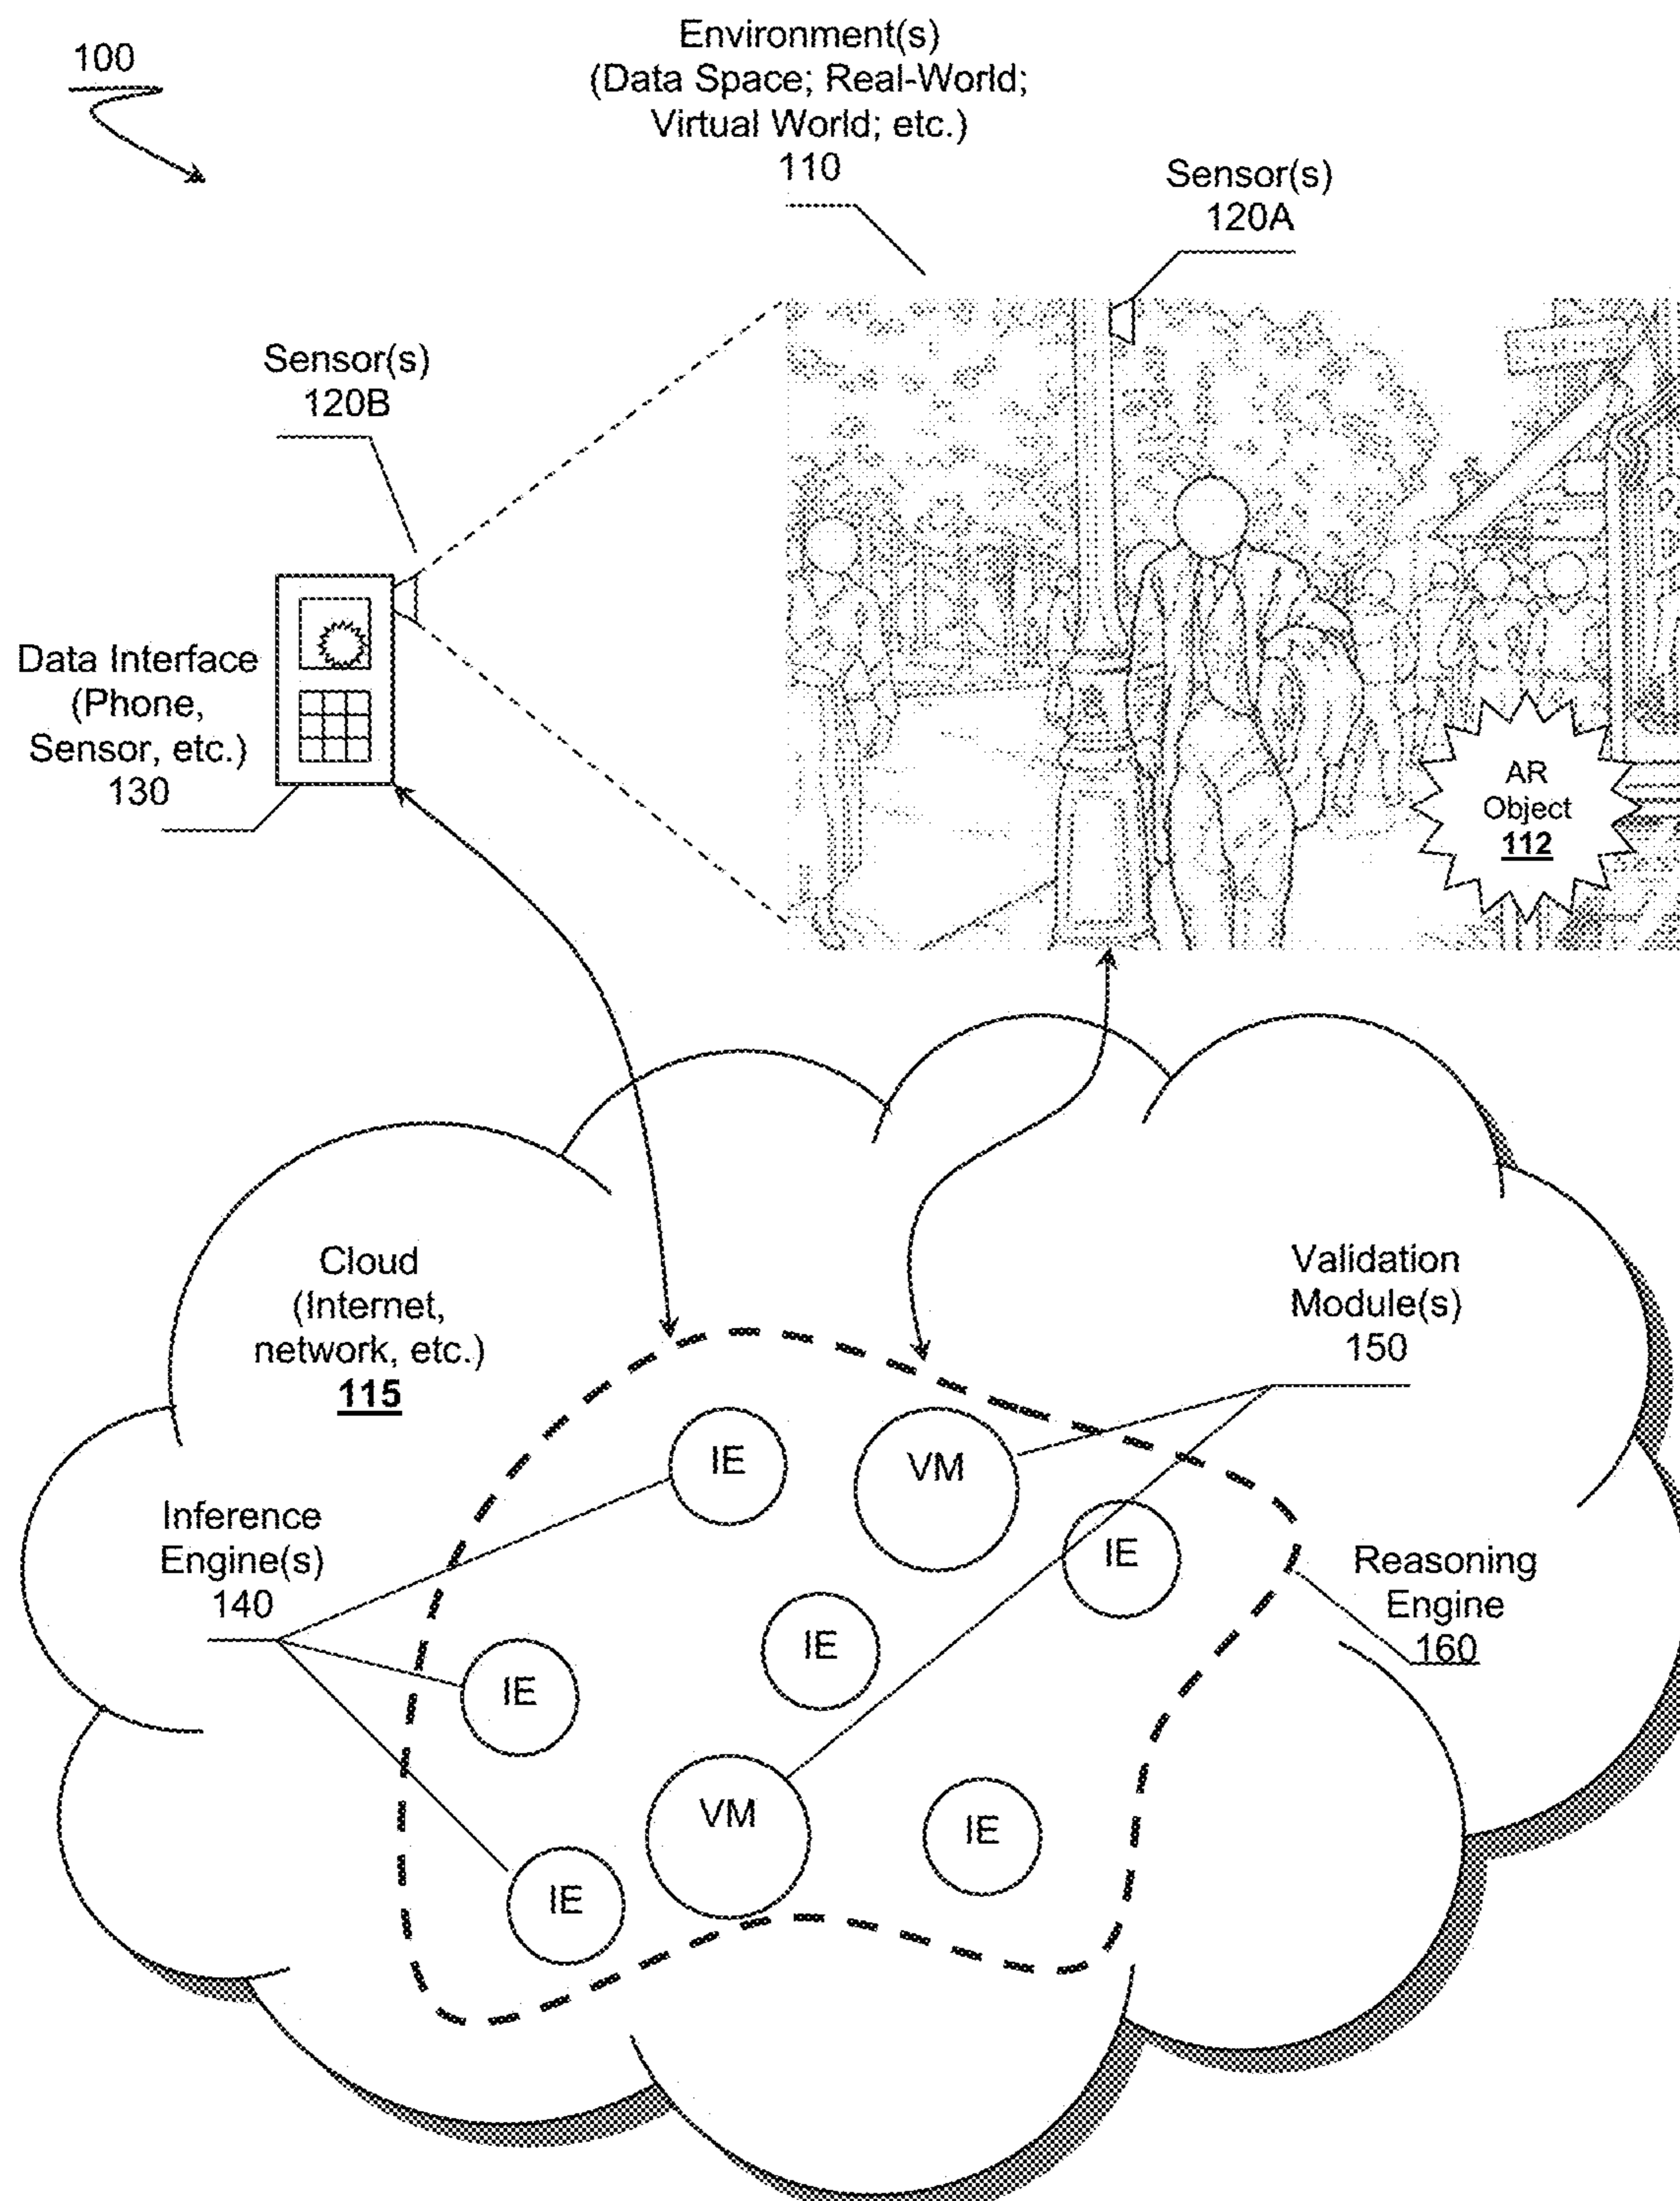 100
Environment(s)
(Data Space; Real-World;
Virtual World; etc.)
110
Sensor(s)
120A
Sensor(s)
120B
Data Interface
(Phone,
Sensor, etc.)
130
AR
Object
112
Cloud
(Internet,
network, etc.)
115
Validation
Module(s)
150
IE
VM
Inference
Engine(s)
140
IE
Reasoning
Engine
160
IE
IE
VM
IE
IE